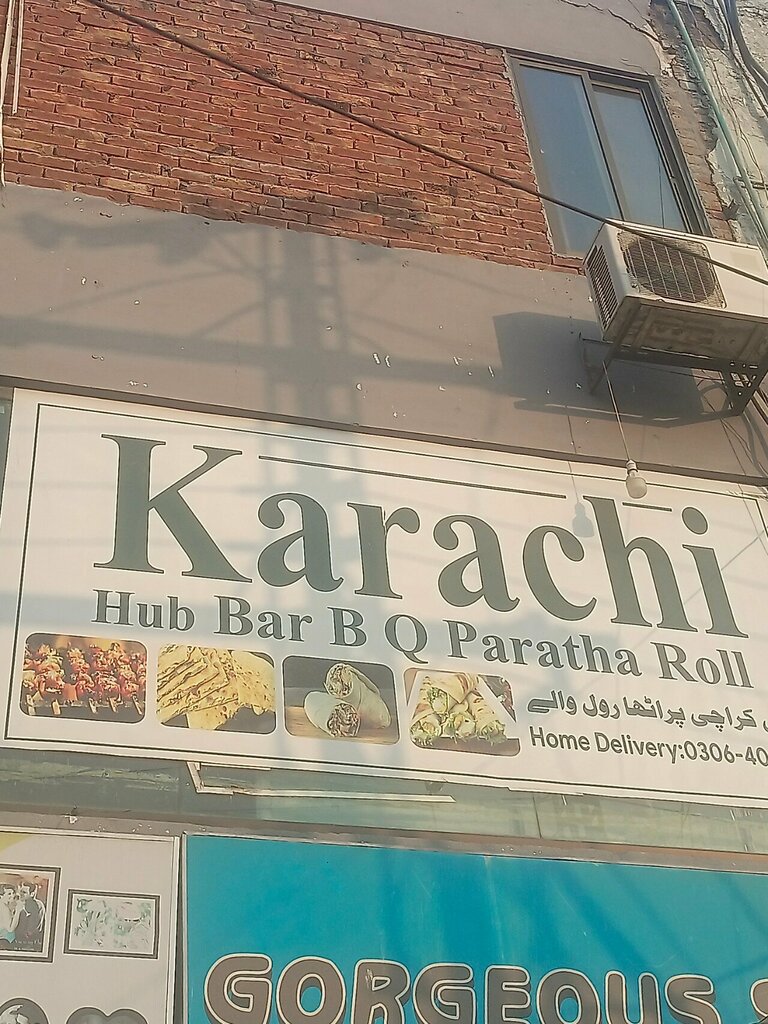 Karachi
Hub Bar B Q Paratha Roll
کراچی پراٹھا رول والے
Home Delivery:0306-40
GORGEOUS S